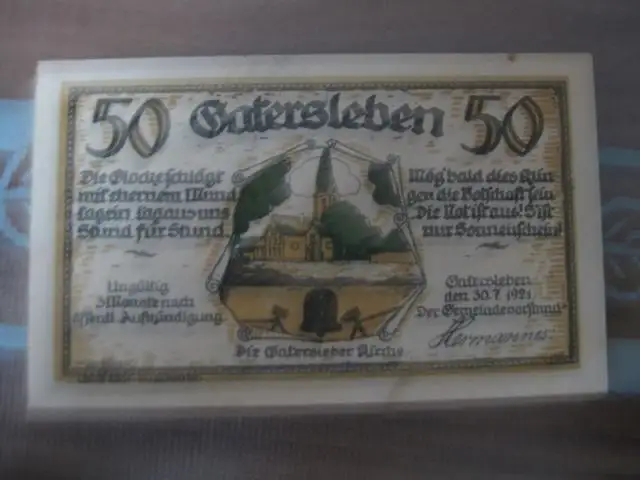 50 Gatersleben 50
Die Glocke schlägt
mit ehernem Mund
tagein tagaus uns
Stund für Stund
Mög' bald dies Klin
gen die Botschaft sein
Die Not ist aus! S'ist
nur Sonnenschein!
Ungültig
3 Monate nach
öffentl. Aufkündigung.
Gatersleben
den 30.7.1921
Der Gemeindevorstand
Hermannes
Die Gatersleber Kirche